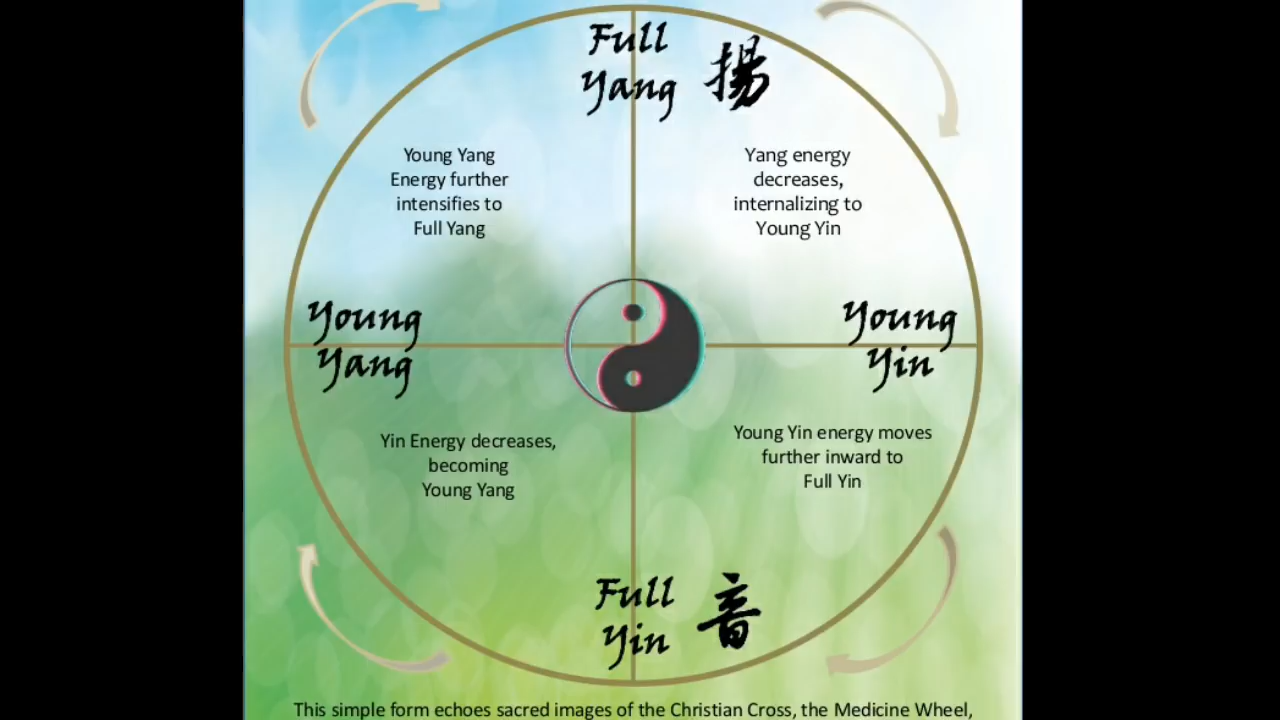 Full
Yang
揚
Young Yang
Energy further
intensifies to
Full Yang
Yang energy
decreases,
internalizing to
Young Yin
Young
Yang
Young
Yin
Yin Energy decreases,
becoming
Young Yang
Young Yin energy moves
further inward to
Full Yin
Full
Yin
音
This simple form echoes sacred images of the Christian Cross, the Medicine Wheel,